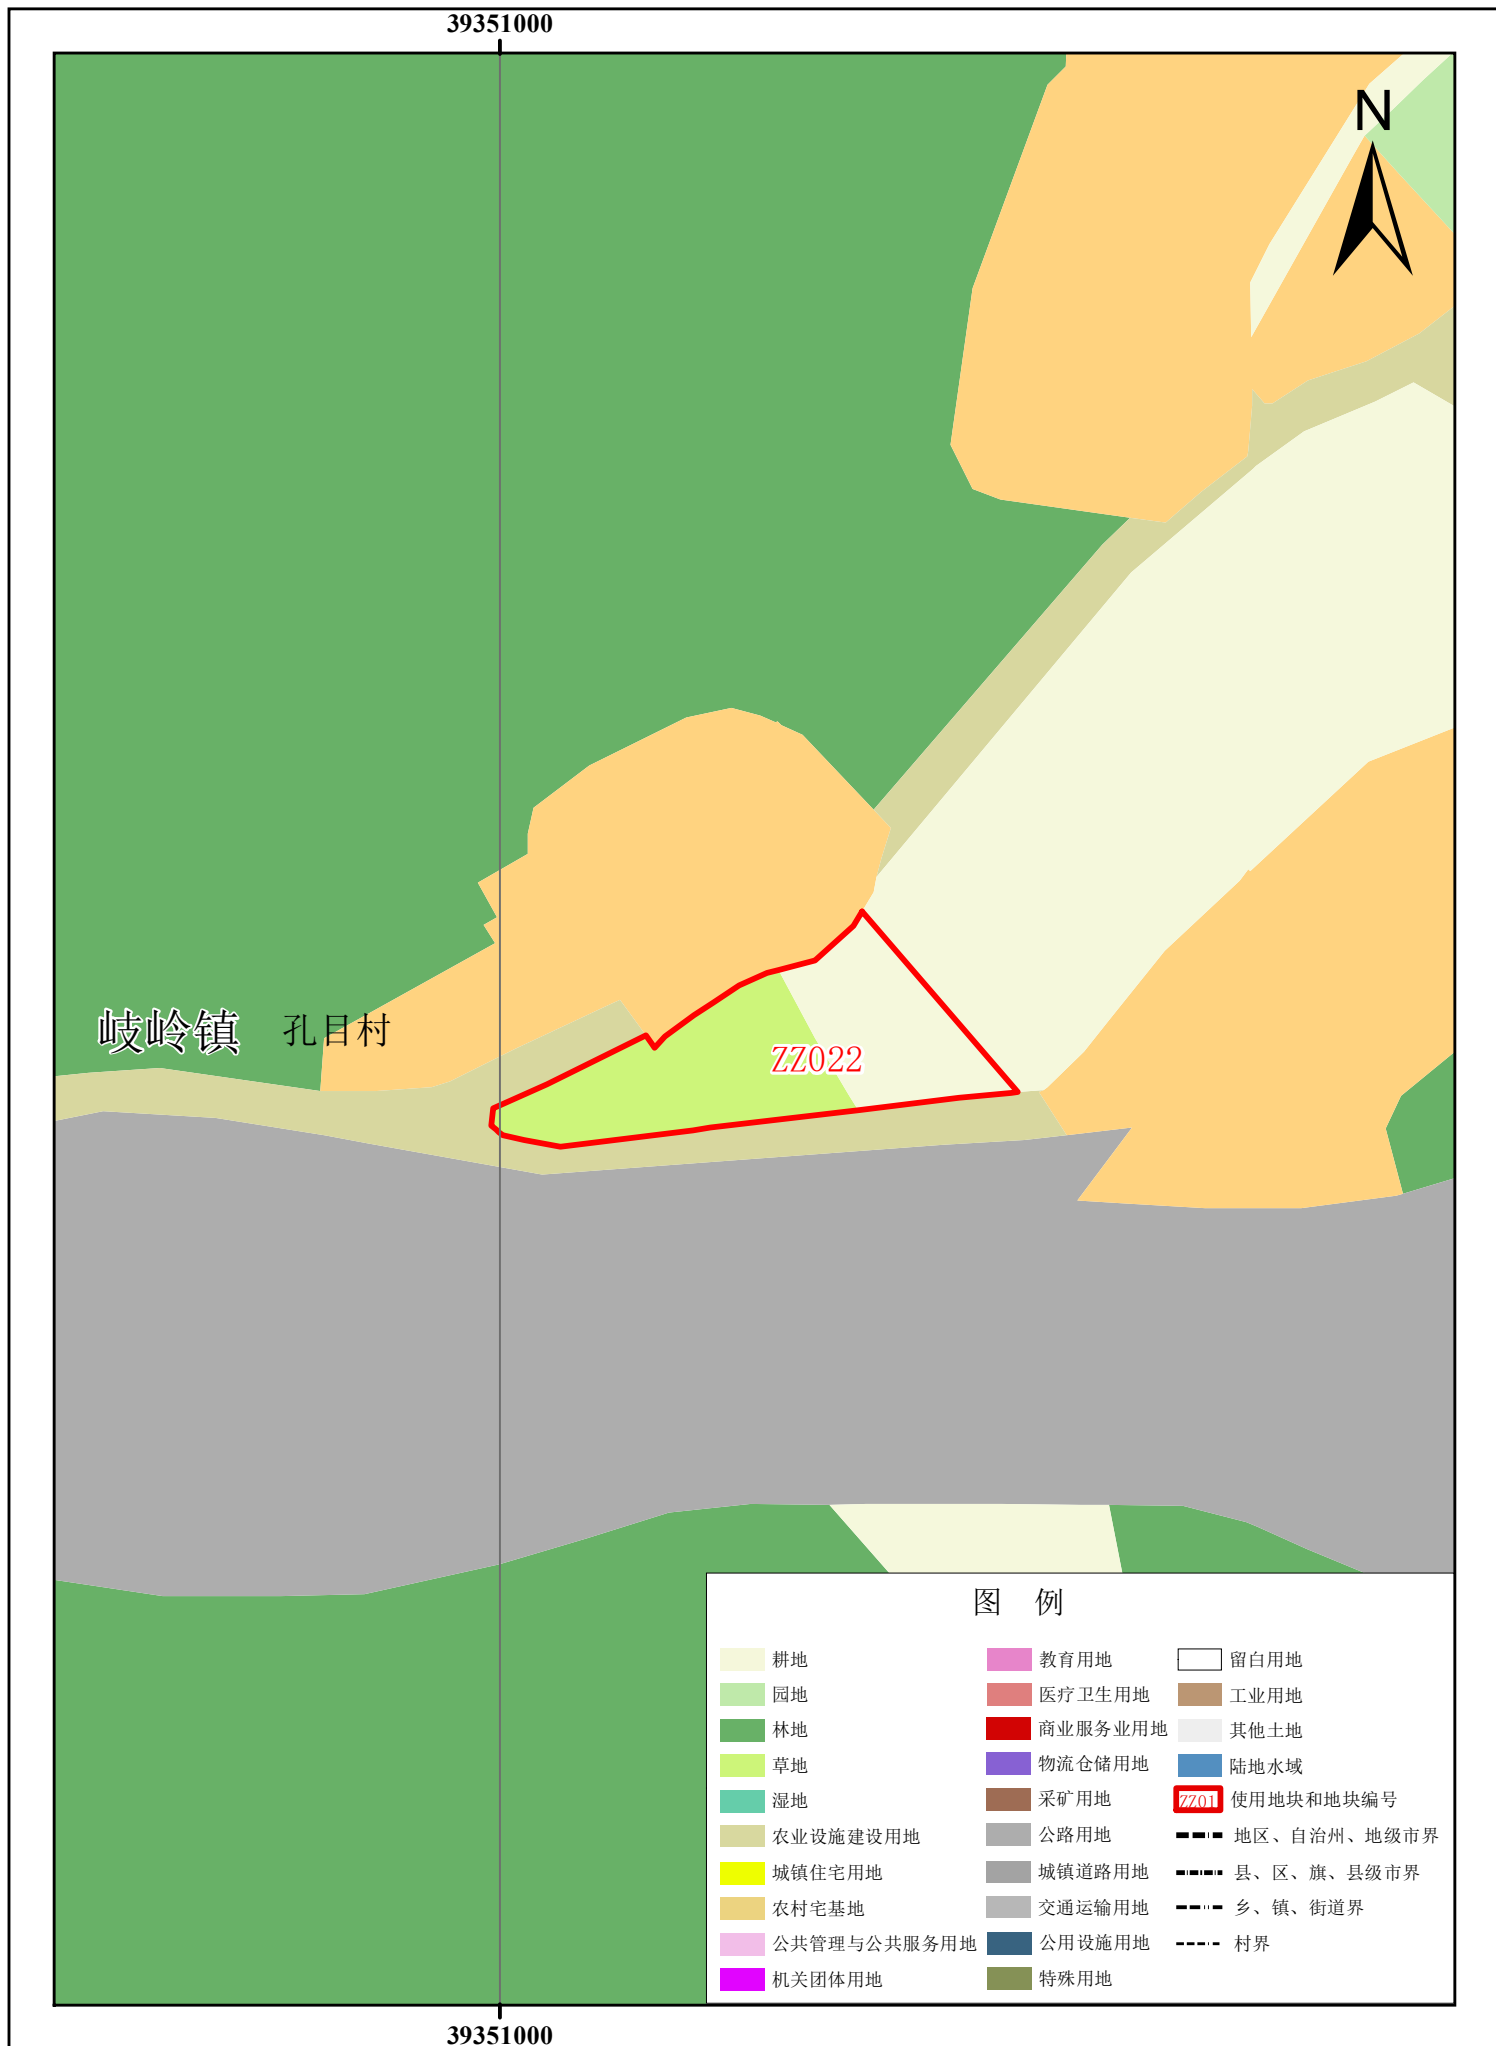 39351000
N
岐岭镇 孔目村
ZZ022
图 例
耕地 教育用地 留白用地
园地 医疗卫生用地 工业用地
林地 商业服务业用地 其他土地
草地 物流仓储用地 陆地水域
湿地 采矿用地 ZZ01 使用地块和地块编号
农业设施建设用地 公路用地 地区、自治州、地级市界
城镇住宅用地 城镇道路用地 县、区、旗、县级市界
农村宅基地 交通运输用地 乡、镇、街道界
公共管理与公共服务用地 公用设施用地 村界
机关团体用地 特殊用地
39351000